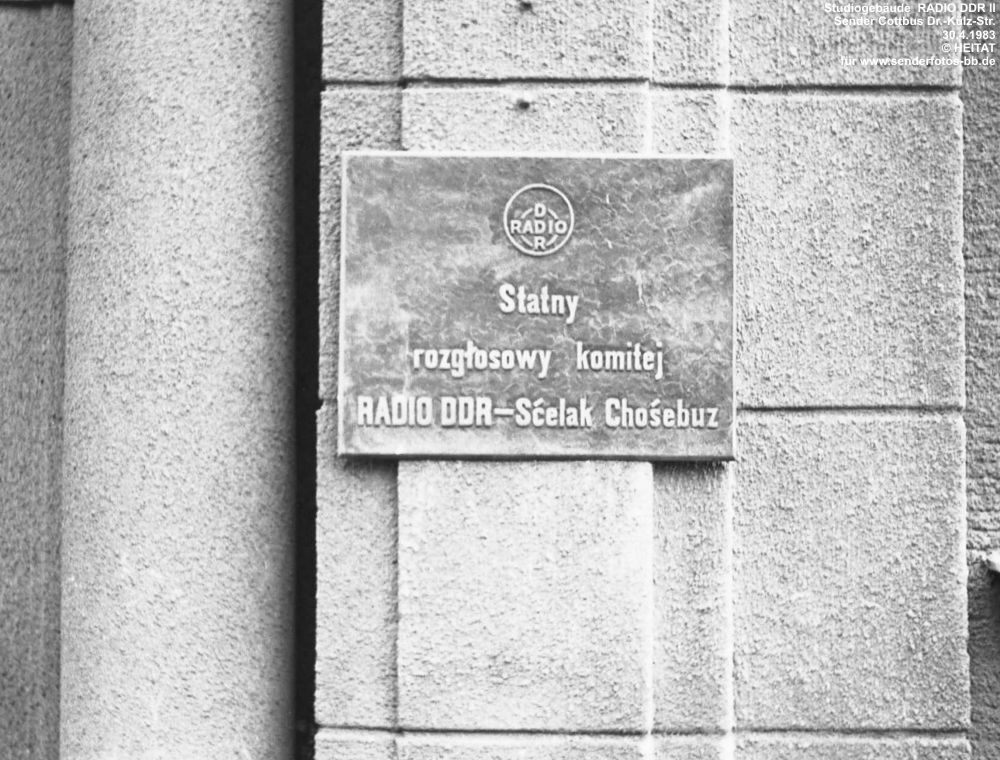 Studiogebäude RADIO DDR II
Sender Cottbus Dr.-Külz-Str.
30.4.1983
© HEITAT
für www.senderfotos-bb.de
D
RADIO
R
Statny
rozgłosowy komitej
RADIO DDR–Sćelak Chośebuz